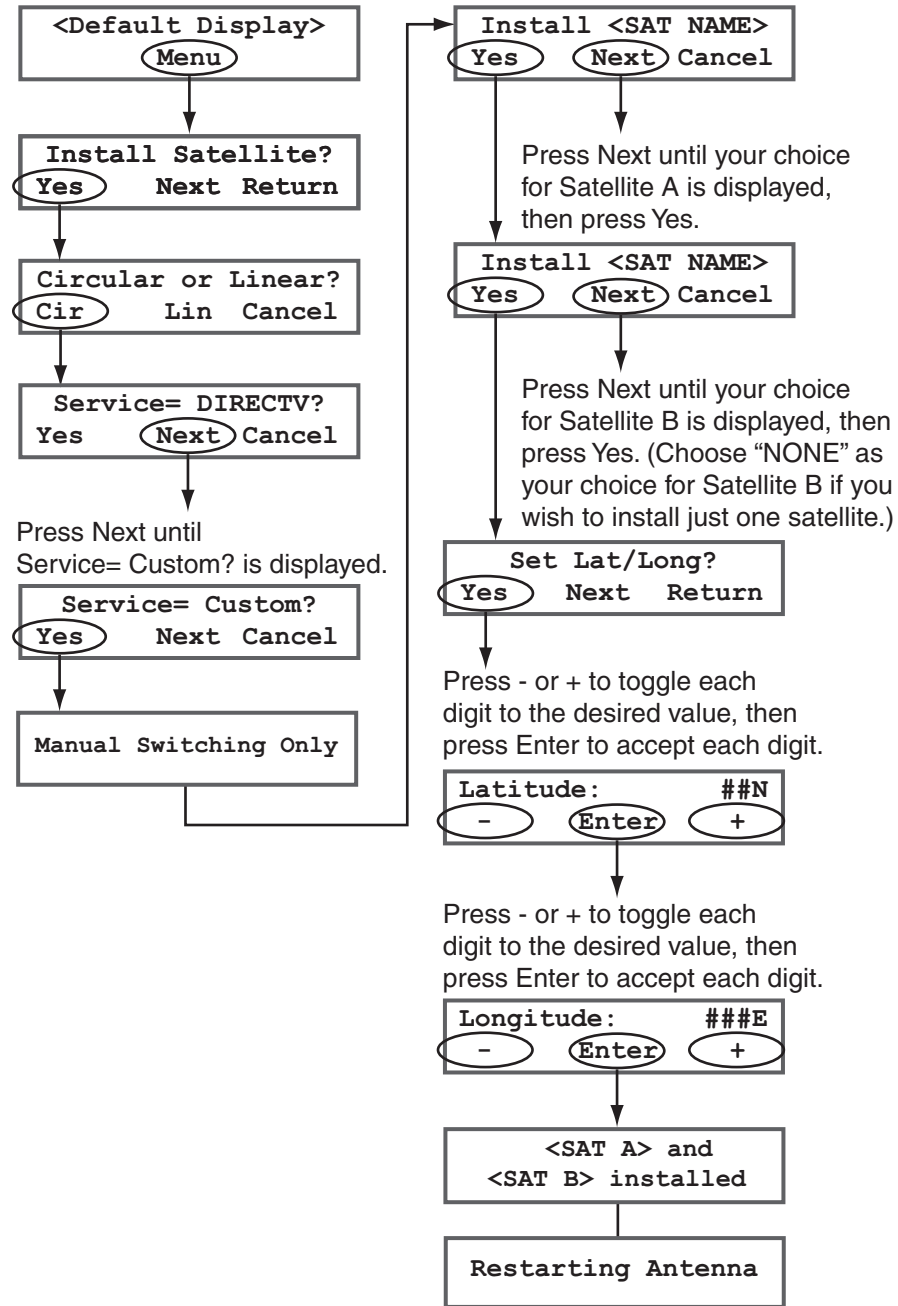 <Default Display>
Menu
Install Satellite?
Yes Next Return
Circular or Linear?
Cir Lin Cancel
Service= DIRECTV?
Yes Next Cancel
Press Next until
Service= Custom? is displayed.
Service= Custom?
Yes Next Cancel
Manual Switching Only
Install <SAT NAME>
Yes Next Cancel
Press Next until your choice
for Satellite A is displayed,
then press Yes.
Install <SAT NAME>
Yes Next Cancel
Press Next until your choice
for Satellite B is displayed, then
press Yes. (Choose “NONE” as
your choice for Satellite B if you
wish to install just one satellite.)
Set Lat/Long?
Yes Next Return
Press - or + to toggle each
digit to the desired value, then
press Enter to accept each digit.
Latitude: ##N
- Enter +
Press - or + to toggle each
digit to the desired value, then
press Enter to accept each digit.
Longitude: ###E
- Enter +
<SAT A> and
<SAT B> installed
Restarting Antenna